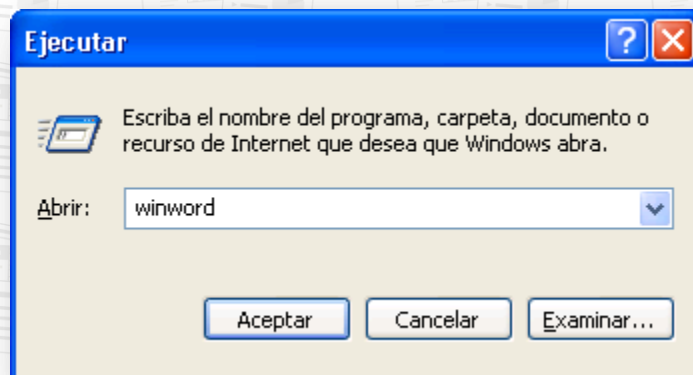 Ejecutar
Escriba el nombre del programa, carpeta, documento o
recurso de Internet que desea que Windows abra.
Abrir: winword
Aceptar Cancelar Examinar...